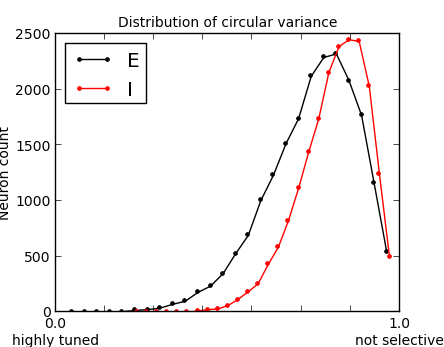 Distribution of circular variance
2500
2000
1500
1000
500
0
Neuron count
E
I
0.0
1.0
highly tuned
not selective